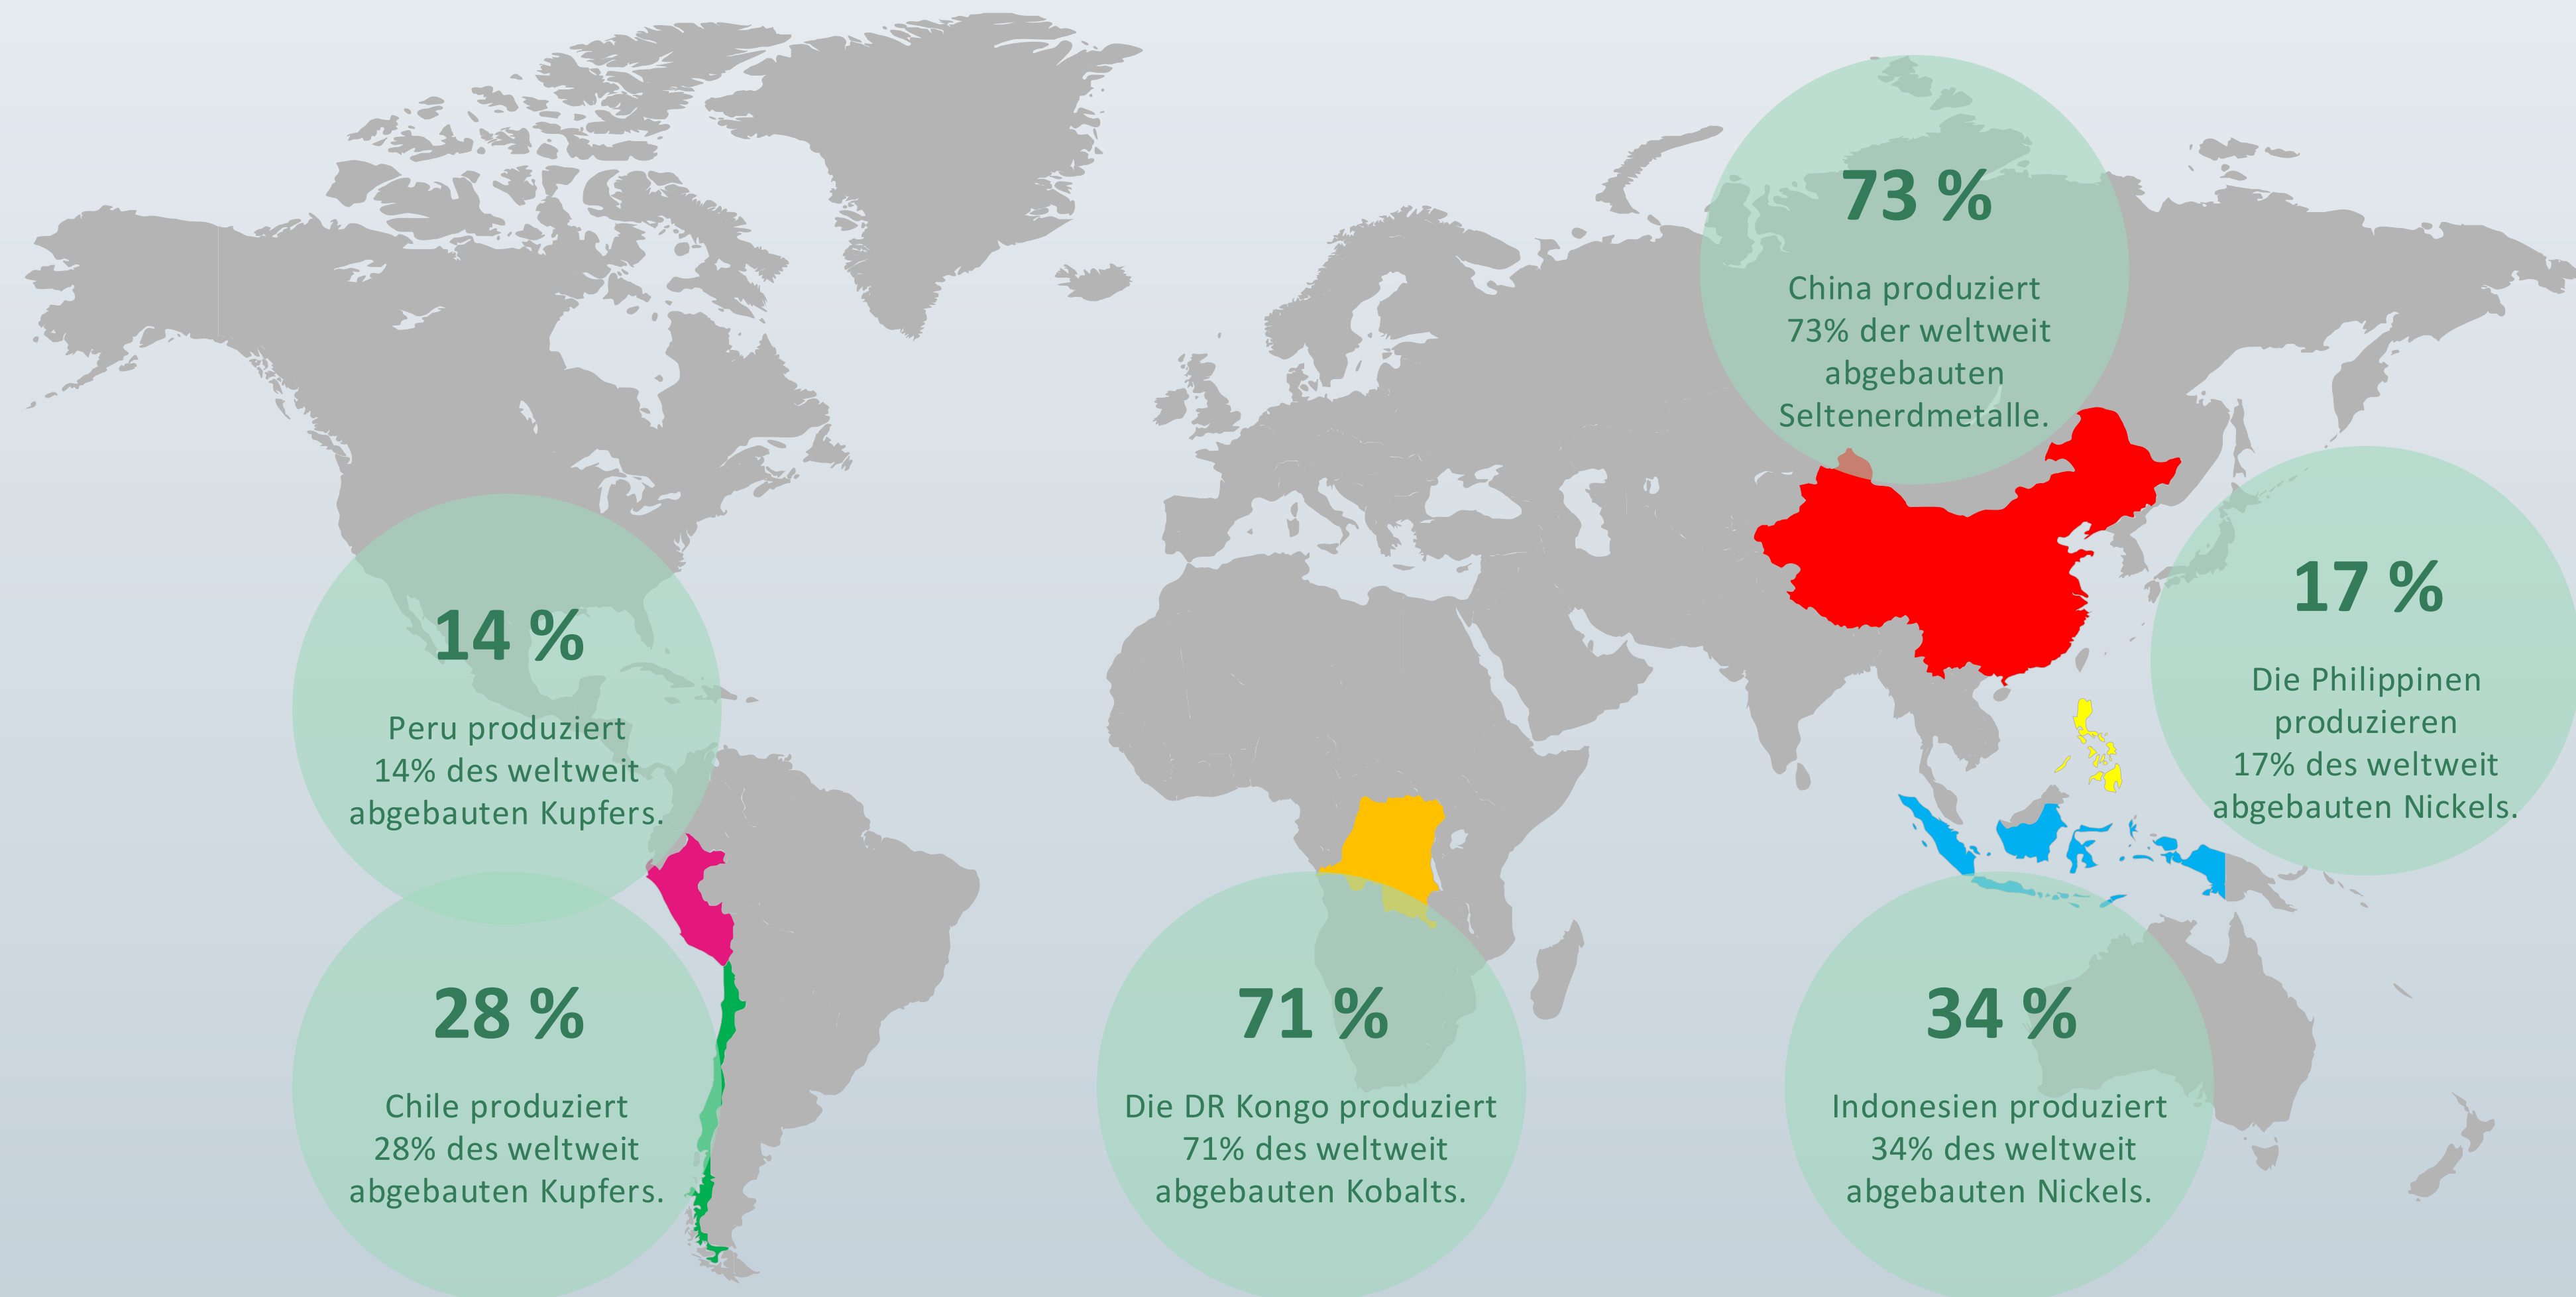 73 %
China produziert
73% der weltweit
abgebauten
Seltenerdmetalle.
17 %
Die Philippinen
produzieren
17% des weltweit
abgebauten Nickels.
14 %
Peru produziert
14% des weltweit
abgebauten Kupfers.
28 %
Chile produziert
28% des weltweit
abgebauten Kupfers.
71 %
Die DR Kongo produziert
71% des weltweit
abgebauten Kobalts.
34 %
Indonesien produziert
34% des weltweit
abgebauten Nickels.